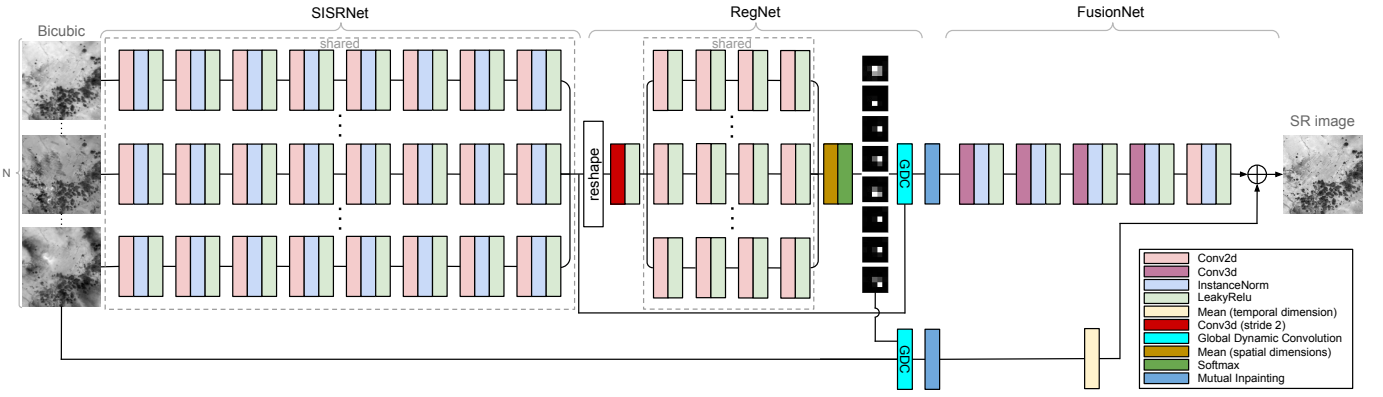 SISRNet
RegNet
FusionNet
Bicubic
shared
shared
N
reshape
GDC
SR image
GDC
Conv2d
Conv3d
InstanceNorm
LeakyRelu
Mean (temporal dimension)
Conv3d (stride 2)
Global Dynamic Convolution
Mean (spatial dimensions)
Softmax
Mutual Inpainting